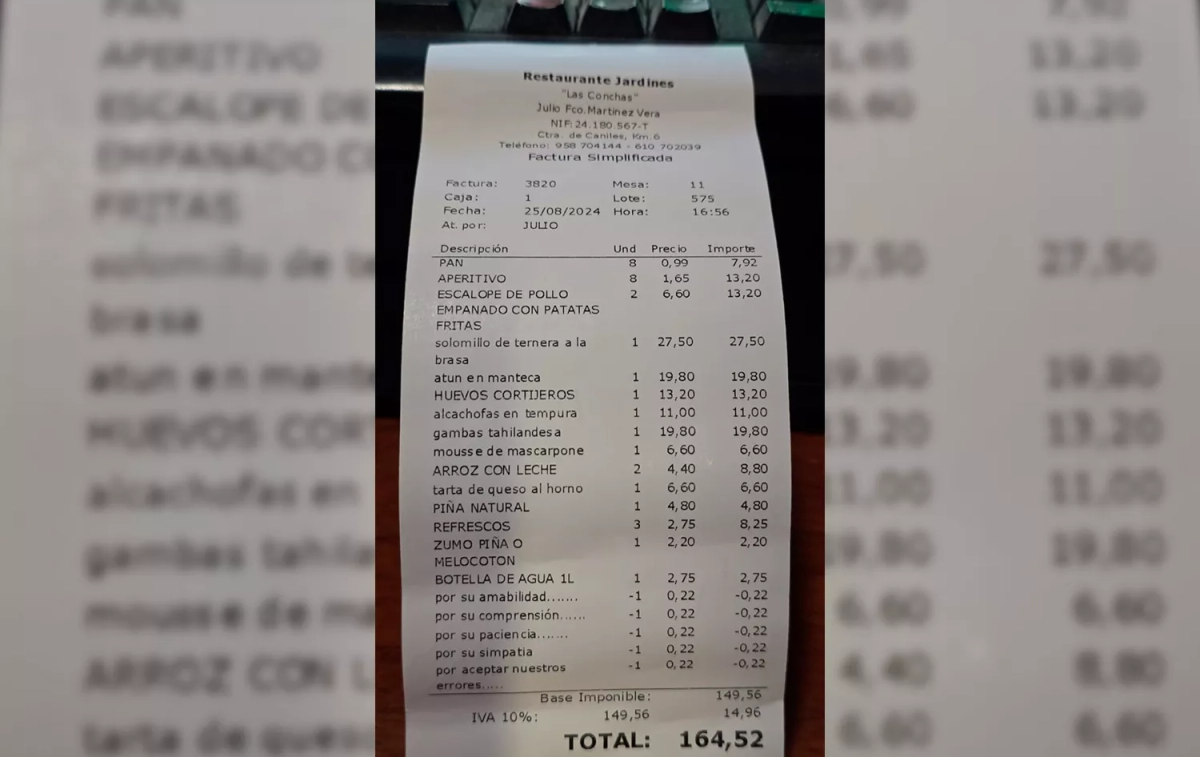 Restaurante Jardines
"Las Conchas"
Julio Fco.Martinez Vera
NIF:24.180.567-T
Ctra. de Caniles, Km.6
Teléfono: 958 704144 - 610 702039
Factura Simplificada
Factura: 3820 Mesa: 11
Caja: 1 Lote: 575
Fecha: 25/08/2024 Hora: 16:56
At. por: JULIO
Descripción Und Precio Importe
PAN 8 0,99 7,92
APERITIVO 8 1,65 13,20
ESCALOPE DE POLLO 2 6,60 13,20
EMPANADO CON PATATAS
FRITAS
solomillo de ternera a la 1 27,50 27,50
brasa
atun en manteca 1 19,80 19,80
HUEVOS CORTIJEROS 1 13,20 13,20
alcachofas en tempura 1 11,00 11,00
gambas tahilandesa 1 19,80 19,80
mousse de mascarpone 1 6,60 6,60
ARROZ CON LECHE 2 4,40 8,80
tarta de queso al horno 1 6,60 6,60
PIÑA NATURAL 1 4,80 4,80
REFRESCOS 3 2,75 8,25
ZUMO PIÑA O 1 2,20 2,20
MELOCOTON
BOTELLA DE AGUA 1L 1 2,75 2,75
por su amabilidad....... -1 0,22 -0,22
por su comprensión...... -1 0,22 -0,22
por su paciencia....... -1 0,22 -0,22
por su simpatia -1 0,22 -0,22
por aceptar nuestros -1 0,22 -0,22
errores.....
Base Imponible: 149,56
IVA 10%: 149,56 14,96
TOTAL: 164,52